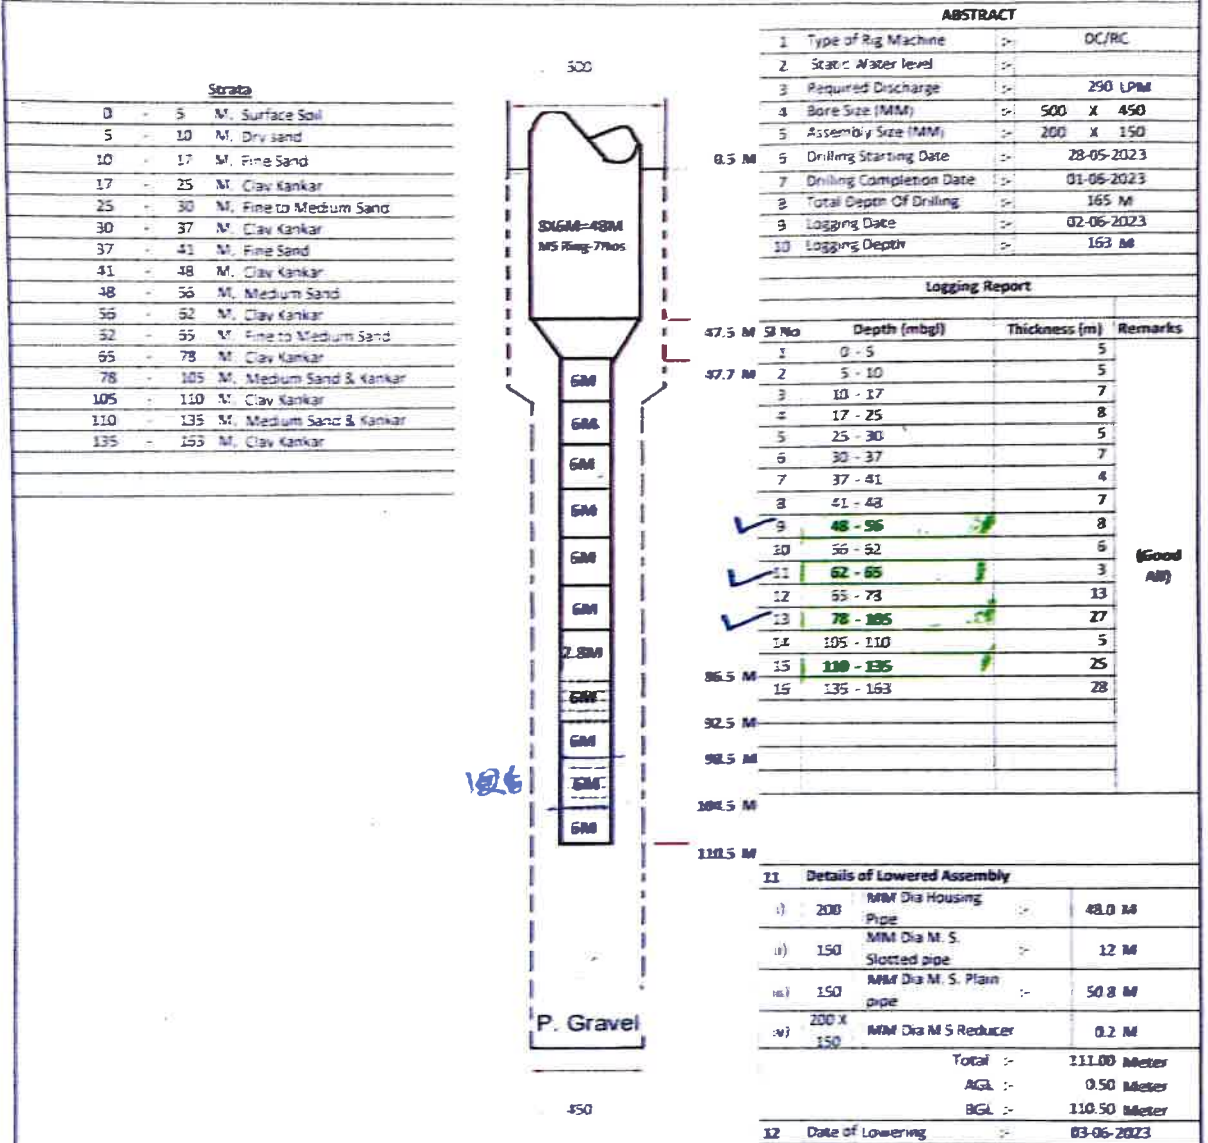 Strata
0 - 5 M. Surface Soil
5 - 10 M. Dry sand
10 - 17 M. Fine Sand
17 - 25 M. Clay Kankar
25 - 30 M. Fine to Medium Sand
30 - 37 M. Clay Kankar
37 - 41 M. Fine Sand
41 - 48 M. Clay Kankar
48 - 56 M. Medium Sand
56 - 62 M. Clay Kankar
62 - 65 M. Fine to Medium Sand
65 - 78 M. Clay Kankar
78 - 105 M. Medium Sand & Kankar
105 - 110 M. Clay Kankar
110 - 135 M. Medium Sand & Kankar
135 - 163 M. Clay Kankar
500
8X6M=48M
MS Ring-7Nos
6M
6M
6M
6M
6M
6M
2.8M
6M
6M
6M
6M
P. Gravel
450
0.5 M
47.5 M
47.7 M
86.5 M
92.5 M
98.5 M
104.5 M
110.5 M
ABSTRACT
1 Type of Rig Machine :- DC/RC
2 Static Water level :-
3 Required Discharge 290 LPM
4 Bore Size (MM) :- 500 X 450
5 Assembly Size (MM) :- 200 X 150
6 Drilling Starting Date :- 28-05-2023
7 Drilling Completion Date :- 01-06-2023
8 Total Depth Of Drilling 165 M
9 Logging Date :- 02-06-2023
10 Logging Depth :- 163 M
Logging Report
Sl No Depth (mbgl) Thickness (m) Remarks
1 0 - 5 5
2 5 - 10 5
3 10 - 17 7
4 17 - 25 8
5 25 - 30 5
6 30 - 37 7
7 37 - 41 4
8 41 - 48 7
9 48 - 56 8
10 56 - 62 6
11 62 - 65 3
12 65 - 78 13
13 78 - 105 27
14 105 - 110 5
15 110 - 135 25
16 135 - 163 28
(Good All)
11 Details of Lowered Assembly
i) 200 MM Dia Housing Pipe :- 48.0 M
ii) 150 MM Dia M. S. Slotted pipe :- 12 M
iii) 150 MM Dia M. S. Plain pipe :- 50.8 M
iv) 200 X 150 MM Dia M S Reducer 0.2 M
Total :- 111.00 Meter
AGL :- 0.50 Meter
BGL :- 110.50 Meter
12 Date of Lowering :- 03-06-2023